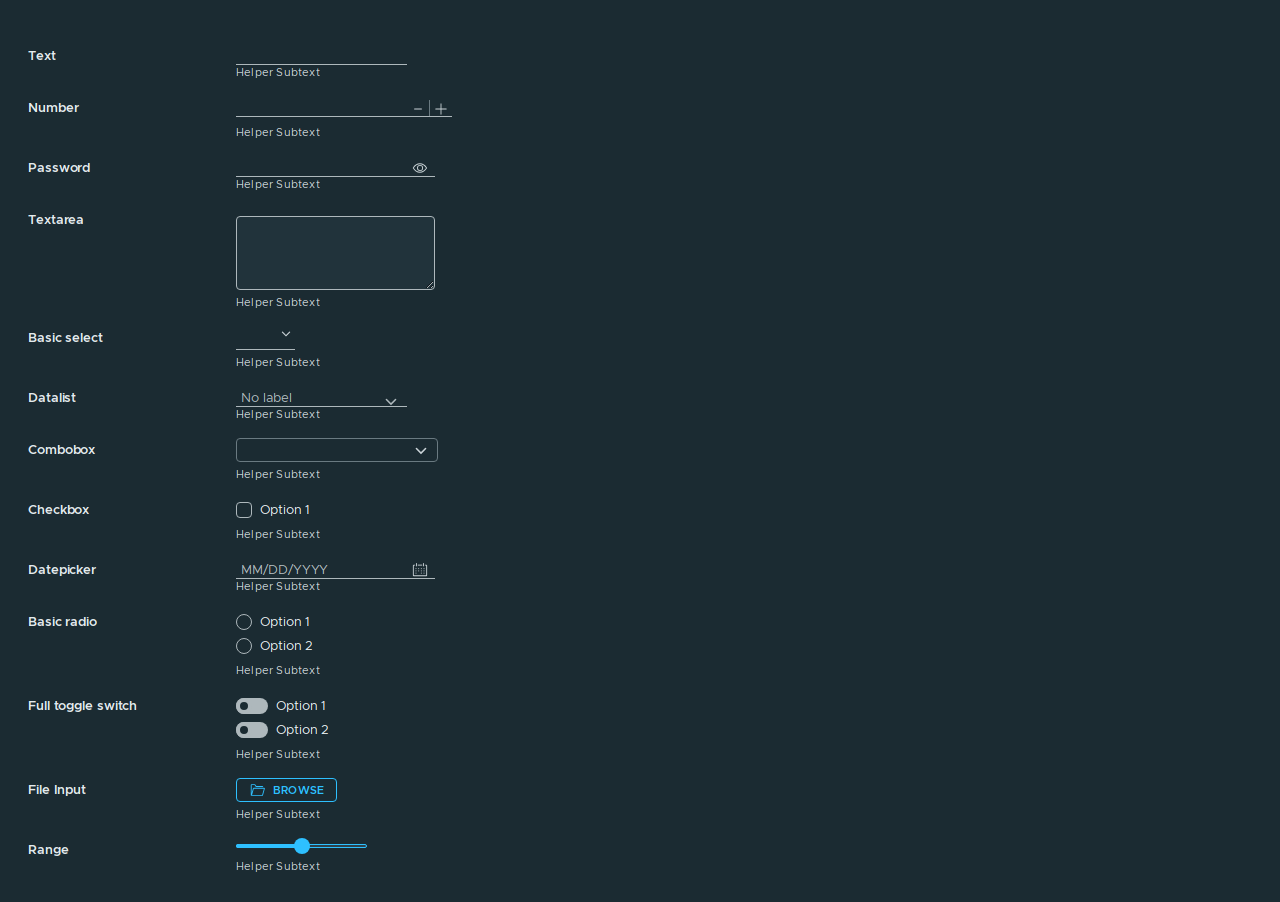 Text
Helper Subtext
Number
Helper Subtext
Password
Helper Subtext
Textarea
Helper Subtext
Basic select
Helper Subtext
Datalist No label
Helper Subtext
Combobox
Helper Subtext
Checkbox Option 1
Helper Subtext
Datepicker MM/DD/YYYY
Helper Subtext
Basic radio Option 1
Option 2
Helper Subtext
Full toggle switch Option 1
Option 2
Helper Subtext
File Input BROWSE
Helper Subtext
Range
Helper Subtext